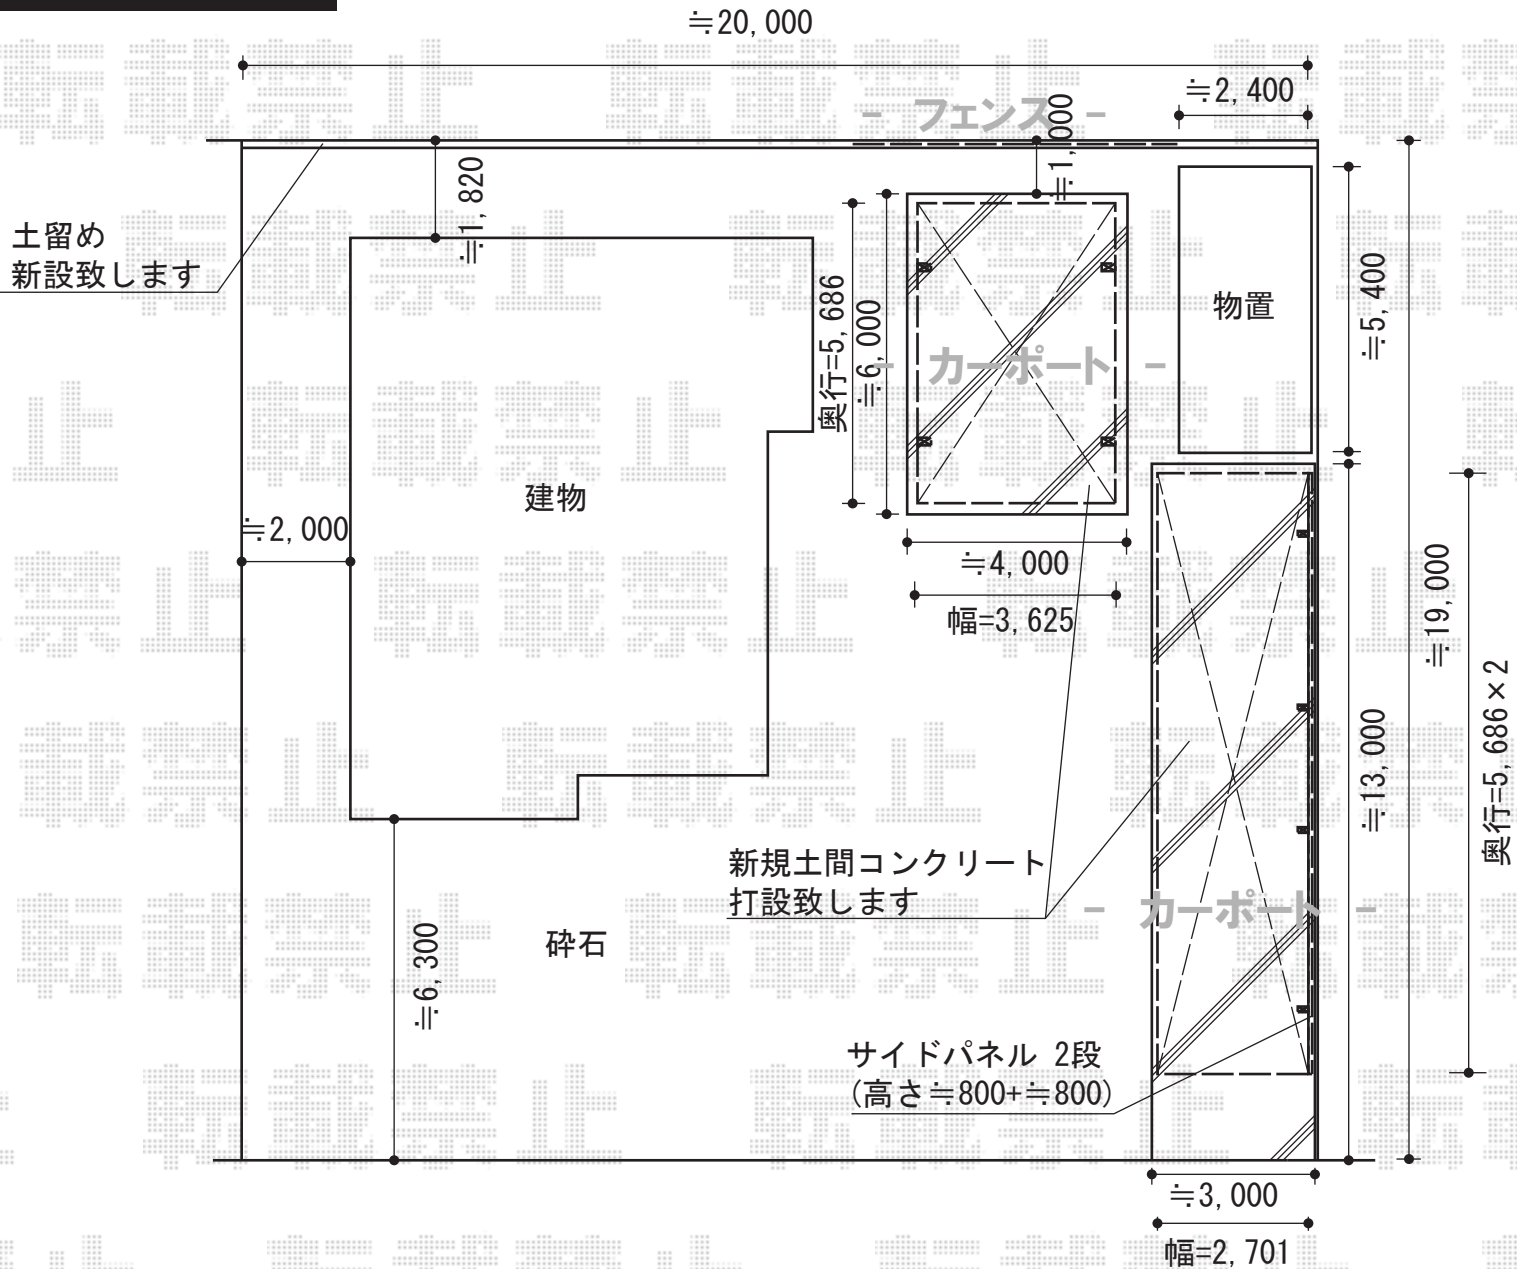 ≒20,000
≒2,400
- フェンス -
≒1,000
≒1,820
土留め
新設致します
奥行=5,686
≒6,000
物置
≒5,400
- カーポート -
建物
≒2,000
≒4,000
幅=3,625
≒19,000
≒13,000
奥行=5,686×2
新規土間コンクリート
打設致します
- カーポート -
砕石
≒6,300
サイドパネル 2段
(高さ≒800+≒800)
≒3,000
幅=2,701
転載禁止